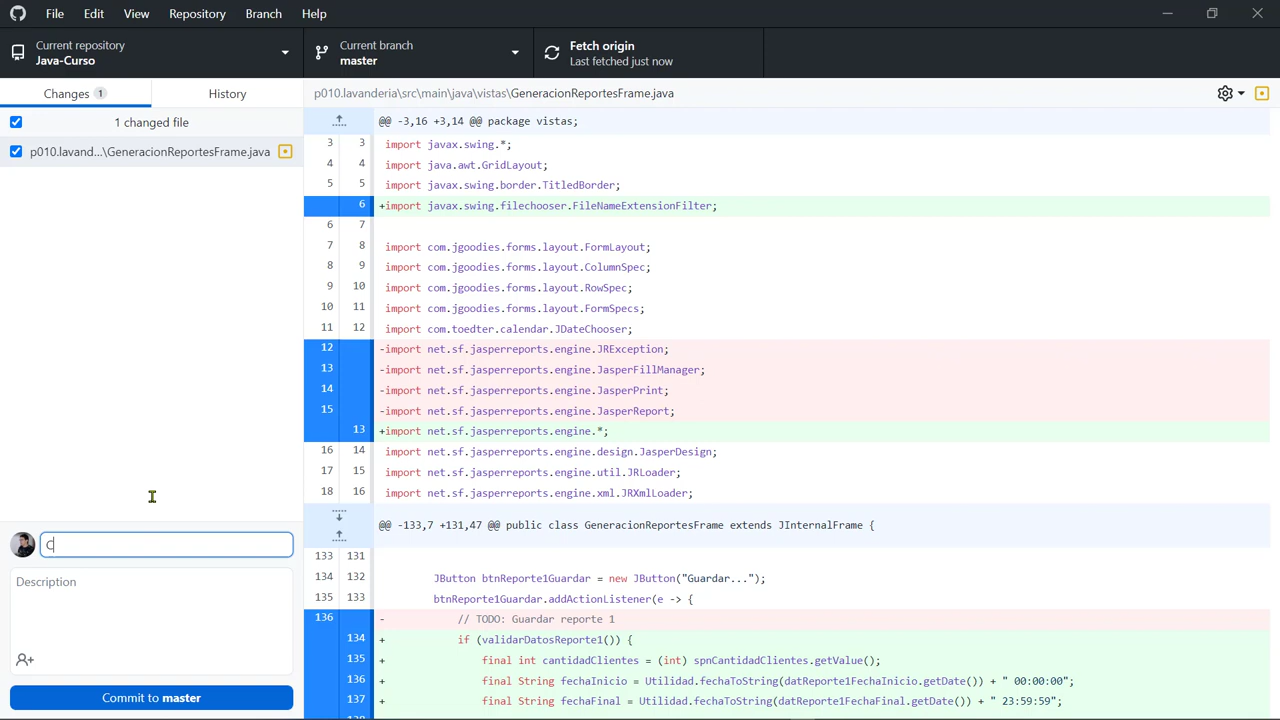 File Edit View Repository Branch Help
Current repository
Java-Curso
Current branch
master
Fetch origin
Last fetched just now
Changes 1 History
p010.lavanderia\src\main\java\vistas\GeneracionReportesFrame.java
1 changed file
p010.lavand...\GeneracionReportesFrame.java
@@ -3,16 +3,14 @@ package vistas;
3 3 import javax.swing.*;
4 4 import java.awt.GridLayout;
5 5 import javax.swing.border.TitledBorder;
6 +import javax.swing.filechooser.FileNameExtensionFilter;
6 7
7 8 import com.jgoodies.forms.layout.FormLayout;
8 9 import com.jgoodies.forms.layout.ColumnSpec;
9 10 import com.jgoodies.forms.layout.RowSpec;
10 11 import com.jgoodies.forms.layout.FormSpecs;
11 12 import com.toedter.calendar.JDateChooser;
12 -import net.sf.jasperreports.engine.JRException;
13 -import net.sf.jasperreports.engine.JasperFillManager;
14 -import net.sf.jasperreports.engine.JasperPrint;
15 -import net.sf.jasperreports.engine.JasperReport;
13 +import net.sf.jasperreports.engine.*;
16 14 import net.sf.jasperreports.engine.design.JasperDesign;
17 15 import net.sf.jasperreports.engine.util.JRLoader;
18 16 import net.sf.jasperreports.engine.xml.JRXmlLoader;
@@ -133,7 +131,47 @@ public class GeneracionReportesFrame extends JInternalFrame {
133 131
134 132 JButton btnReporte1Guardar = new JButton("Guardar...");
135 133 btnReporte1Guardar.addActionListener(e -> {
136 - // TODO: Guardar reporte 1
134 + if (validarDatosReporte1()) {
135 + final int cantidadClientes = (int) spnCantidadClientes.getValue();
136 + final String fechaInicio = Utilidad.fechaToString(datReporte1FechaInicio.getDate()) + " 00:00:00";
137 + final String fechaFinal = Utilidad.fechaToString(datReporte1FechaFinal.getDate()) + " 23:59:59";
C
Description
Commit to master